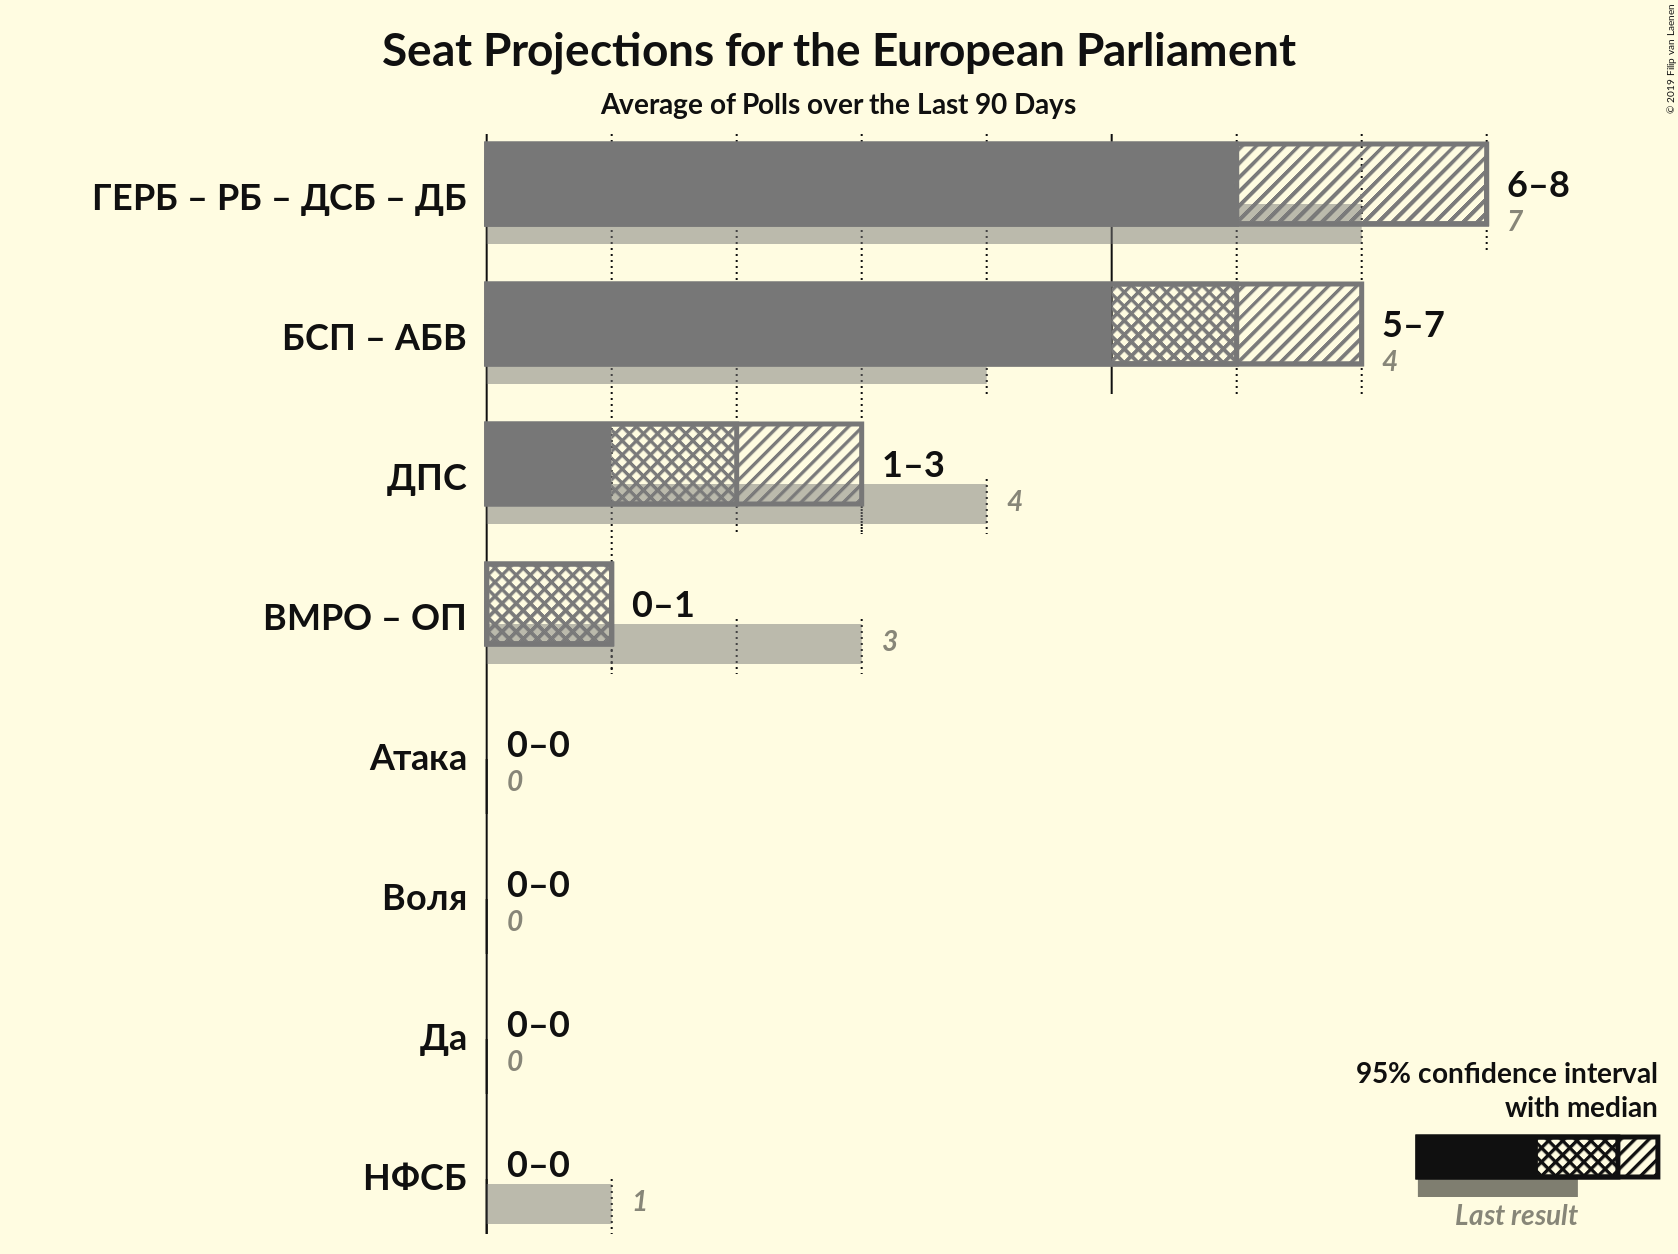 Seat Projections for the European Parliament
Average of Polls over the Last 90 Days
© 2019 Filip van Laenen
ГЕРБ – РБ – ДСБ – ДБ
6–8
7
БСП – АБВ
5–7
4
ДПС
1–3
4
ВМРО – ОП
0–1
3
Атака
0–0
0
Воля
0–0
0
Да
0–0
0
НФСБ
0–0
1
95% confidence interval
with median
Last result